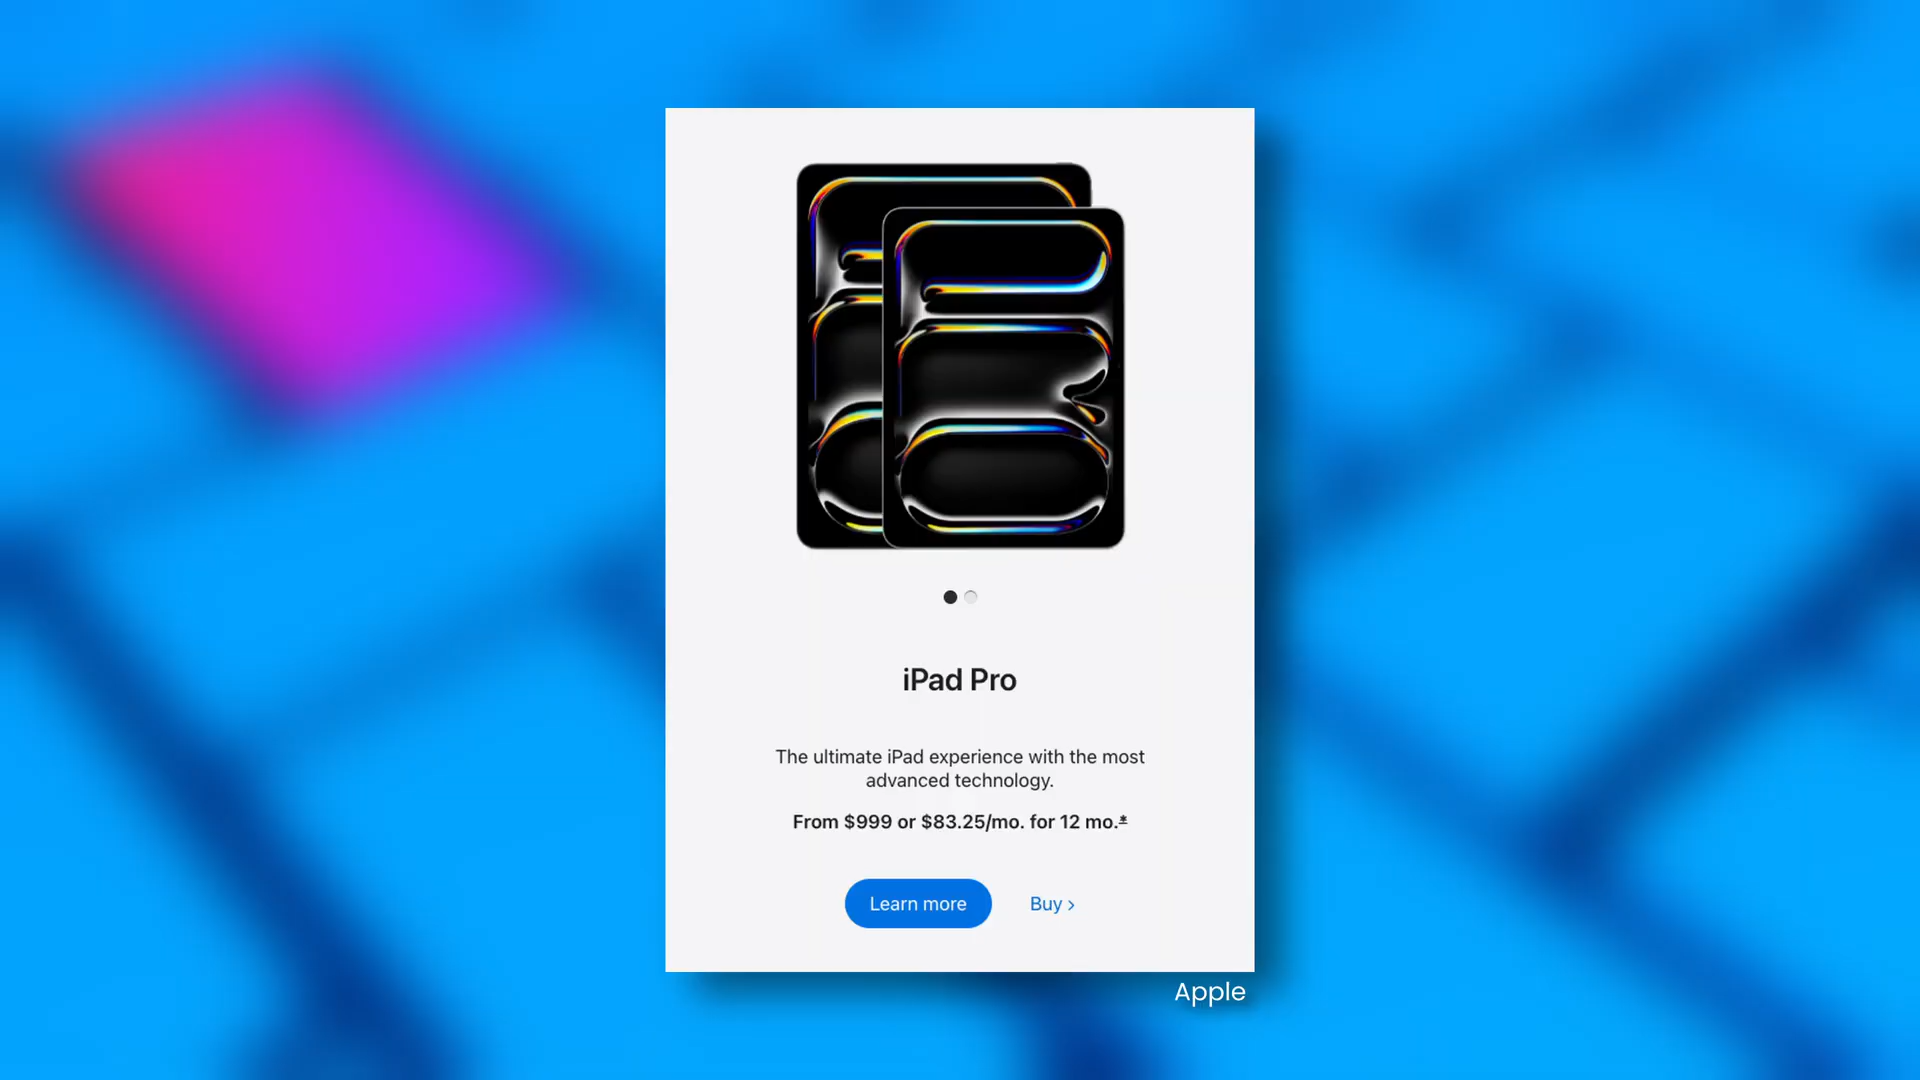 iPad Pro
The ultimate iPad experience with the most
advanced technology.
From $999 or $83.25/mo. for 12 mo.*
Learn more
Buy >
Apple